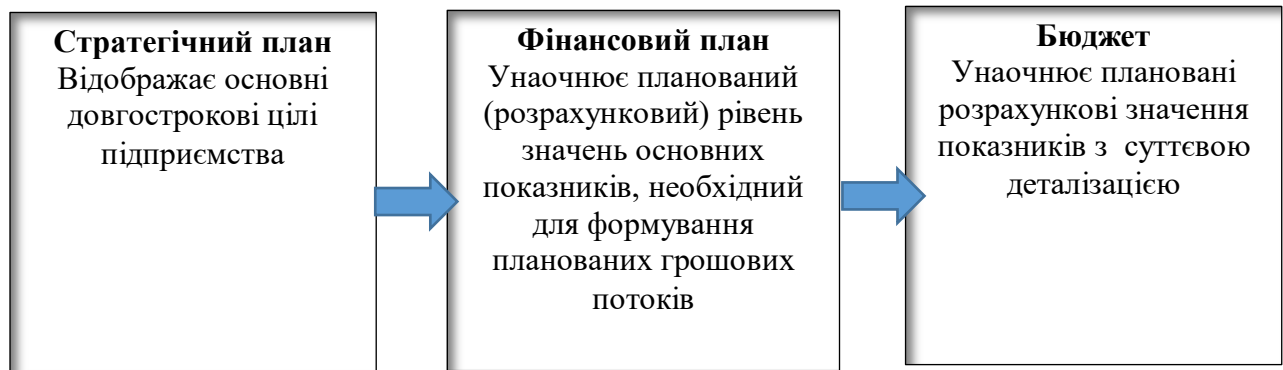 Стратегічний план
Відображає основні
довгострокові цілі
підприємства
Фінансовий план
Унаочнює планований
(розрахунковий) рівень
значень основних
показників, необхідний
для формування
планованих грошових
потоків
Бюджет
Унаочнює плановані
розрахункові значення
показників з суттєвою
деталізацією